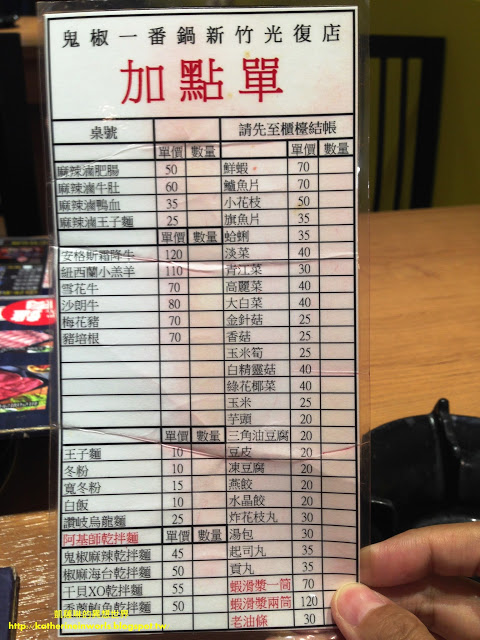 鬼椒一番鍋新竹光復店
加點單
桌號 請先至櫃檯結帳
單價 數量
麻辣滷肥腸 50
麻辣滷牛肚 60
麻辣滷鴨血 35
麻辣滷王子麵 25
單價 數量
安格斯霜降牛 120
紐西蘭小羔羊 110
雪花牛 70
沙朗牛 80
梅花豬 70
豬培根 70
單價 數量
王子麵 10
冬粉 10
寬冬粉 15
白飯 10
讚岐烏龍麵 25
阿基師乾拌麵 單價 數量
鬼椒麻辣乾拌麵 45
椒麻海台乾拌麵 50
干貝XO乾拌麵 55
香蒜鮑魚乾拌麵 50
單價 數量
鮮蝦 70
鱸魚片 70
小花枝 50
旗魚片 35
蛤蜊 35
淡菜 40
青江菜 30
高麗菜 40
大白菜 40
金針菇 25
香菇 25
玉米筍 25
白精靈菇 40
綠花椰菜 40
玉米 25
芋頭 20
三角油豆腐 20
豆皮 20
凍豆腐 20
燕餃 20
水晶餃 20
炸花枝丸 30
湯包 30
起司丸 35
貢丸 35
蝦滑漿一筒 70
蝦滑漿兩筒 120
老油條 30